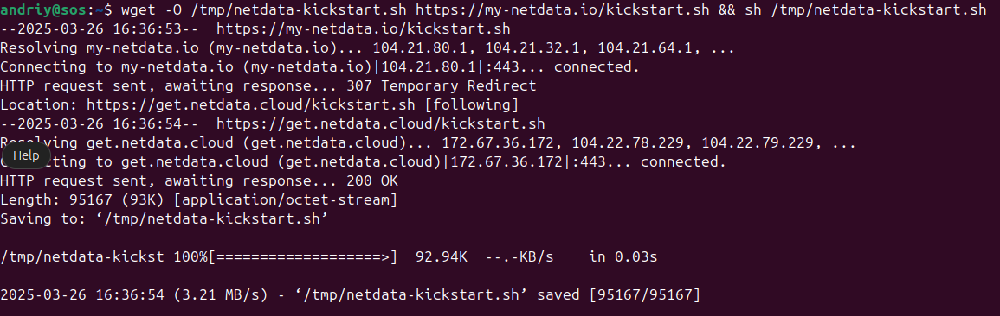 andriy@sos:~$ wget -O /tmp/netdata-kickstart.sh https://my-netdata.io/kickstart.sh && sh /tmp/netdata-kickstart.sh
--2025-03-26 16:36:53--  https://my-netdata.io/kickstart.sh
Resolving my-netdata.io (my-netdata.io)... 104.21.80.1, 104.21.32.1, 104.21.64.1, ...
Connecting to my-netdata.io (my-netdata.io)|104.21.80.1|:443... connected.
HTTP request sent, awaiting response... 307 Temporary Redirect
Location: https://get.netdata.cloud/kickstart.sh [following]
--2025-03-26 16:36:54--  https://get.netdata.cloud/kickstart.sh
Resolving get.netdata.cloud (get.netdata.cloud)... 172.67.36.172, 104.22.78.229, 104.22.79.229, ...
Help
to get.netdata.cloud (get.netdata.cloud)|172.67.36.172|:443... connected.
HTTP request sent, awaiting response... 200 OK
Length: 95167 (93K) [application/octet-stream]
Saving to: ‘/tmp/netdata-kickstart.sh’
/tmp/netdata-kickst 100%[===================>]  92.94K  --.-KB/s    in 0.03s
2025-03-26 16:36:54 (3.21 MB/s) - ‘/tmp/netdata-kickstart.sh’ saved [95167/95167]